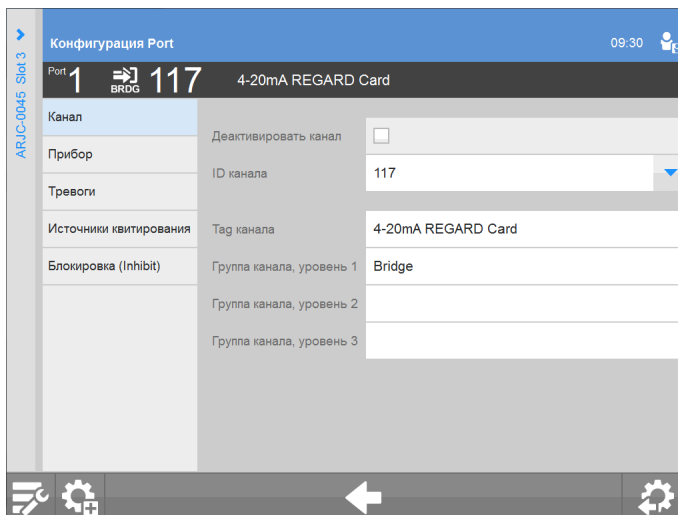 ARJC-0045 Slot 3
Конфигурация Port
09:30
Port 1 BRDG 117 4-20mA REGARD Card
Канал
Прибор
Тревоги
Источники квитирования
Блокировка (Inhibit)
Деактивировать канал
ID канала 117
Tag канала 4-20mA REGARD Card
Группа канала, уровень 1 Bridge
Группа канала, уровень 2
Группа канала, уровень 3